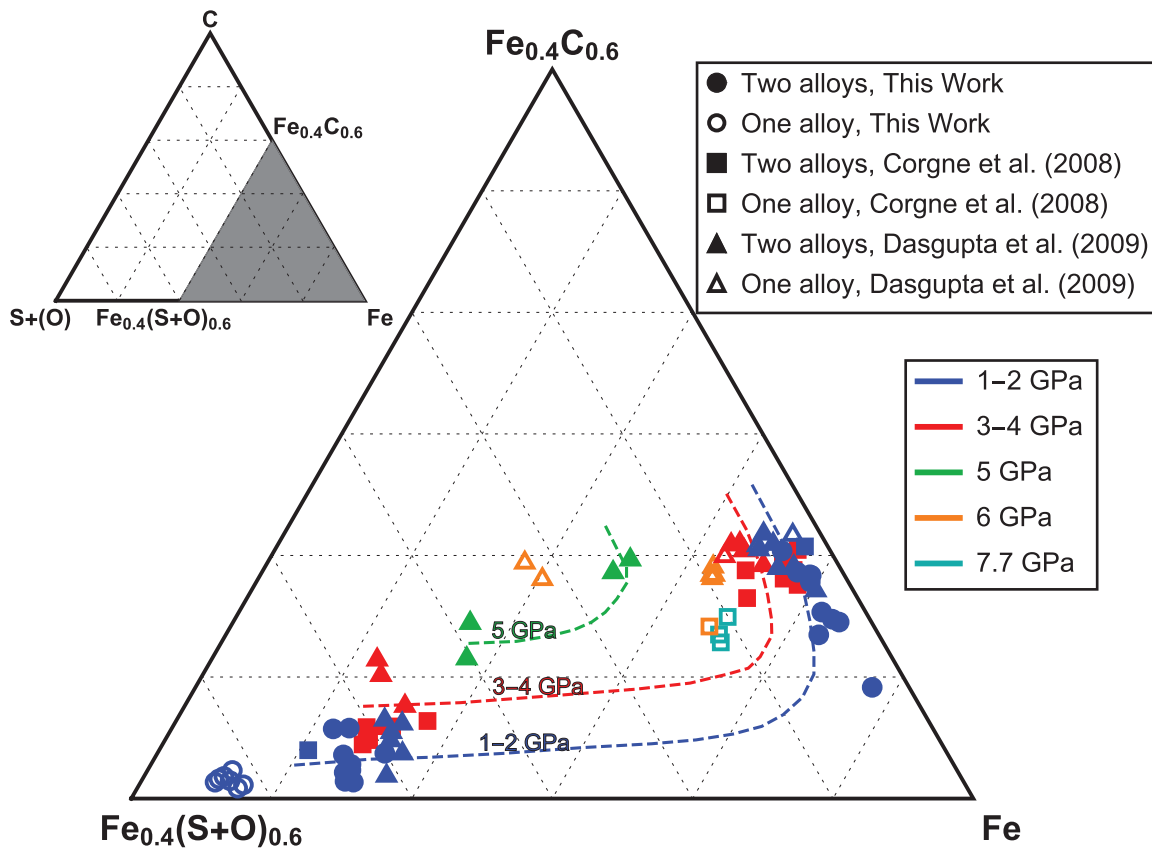 C
Fe0.4C0.6
S+(O)
Fe0.4(S+O)0.6
Fe
Fe0.4C0.6
Two alloys, This Work
One alloy, This Work
Two alloys, Corgne et al. (2008)
One alloy, Corgne et al. (2008)
Two alloys, Dasgupta et al. (2009)
One alloy, Dasgupta et al. (2009)
1–2 GPa
3–4 GPa
5 GPa
6 GPa
7.7 GPa
5 GPa
3–4 GPa
1–2 GPa
Fe0.4(S+O)0.6
Fe